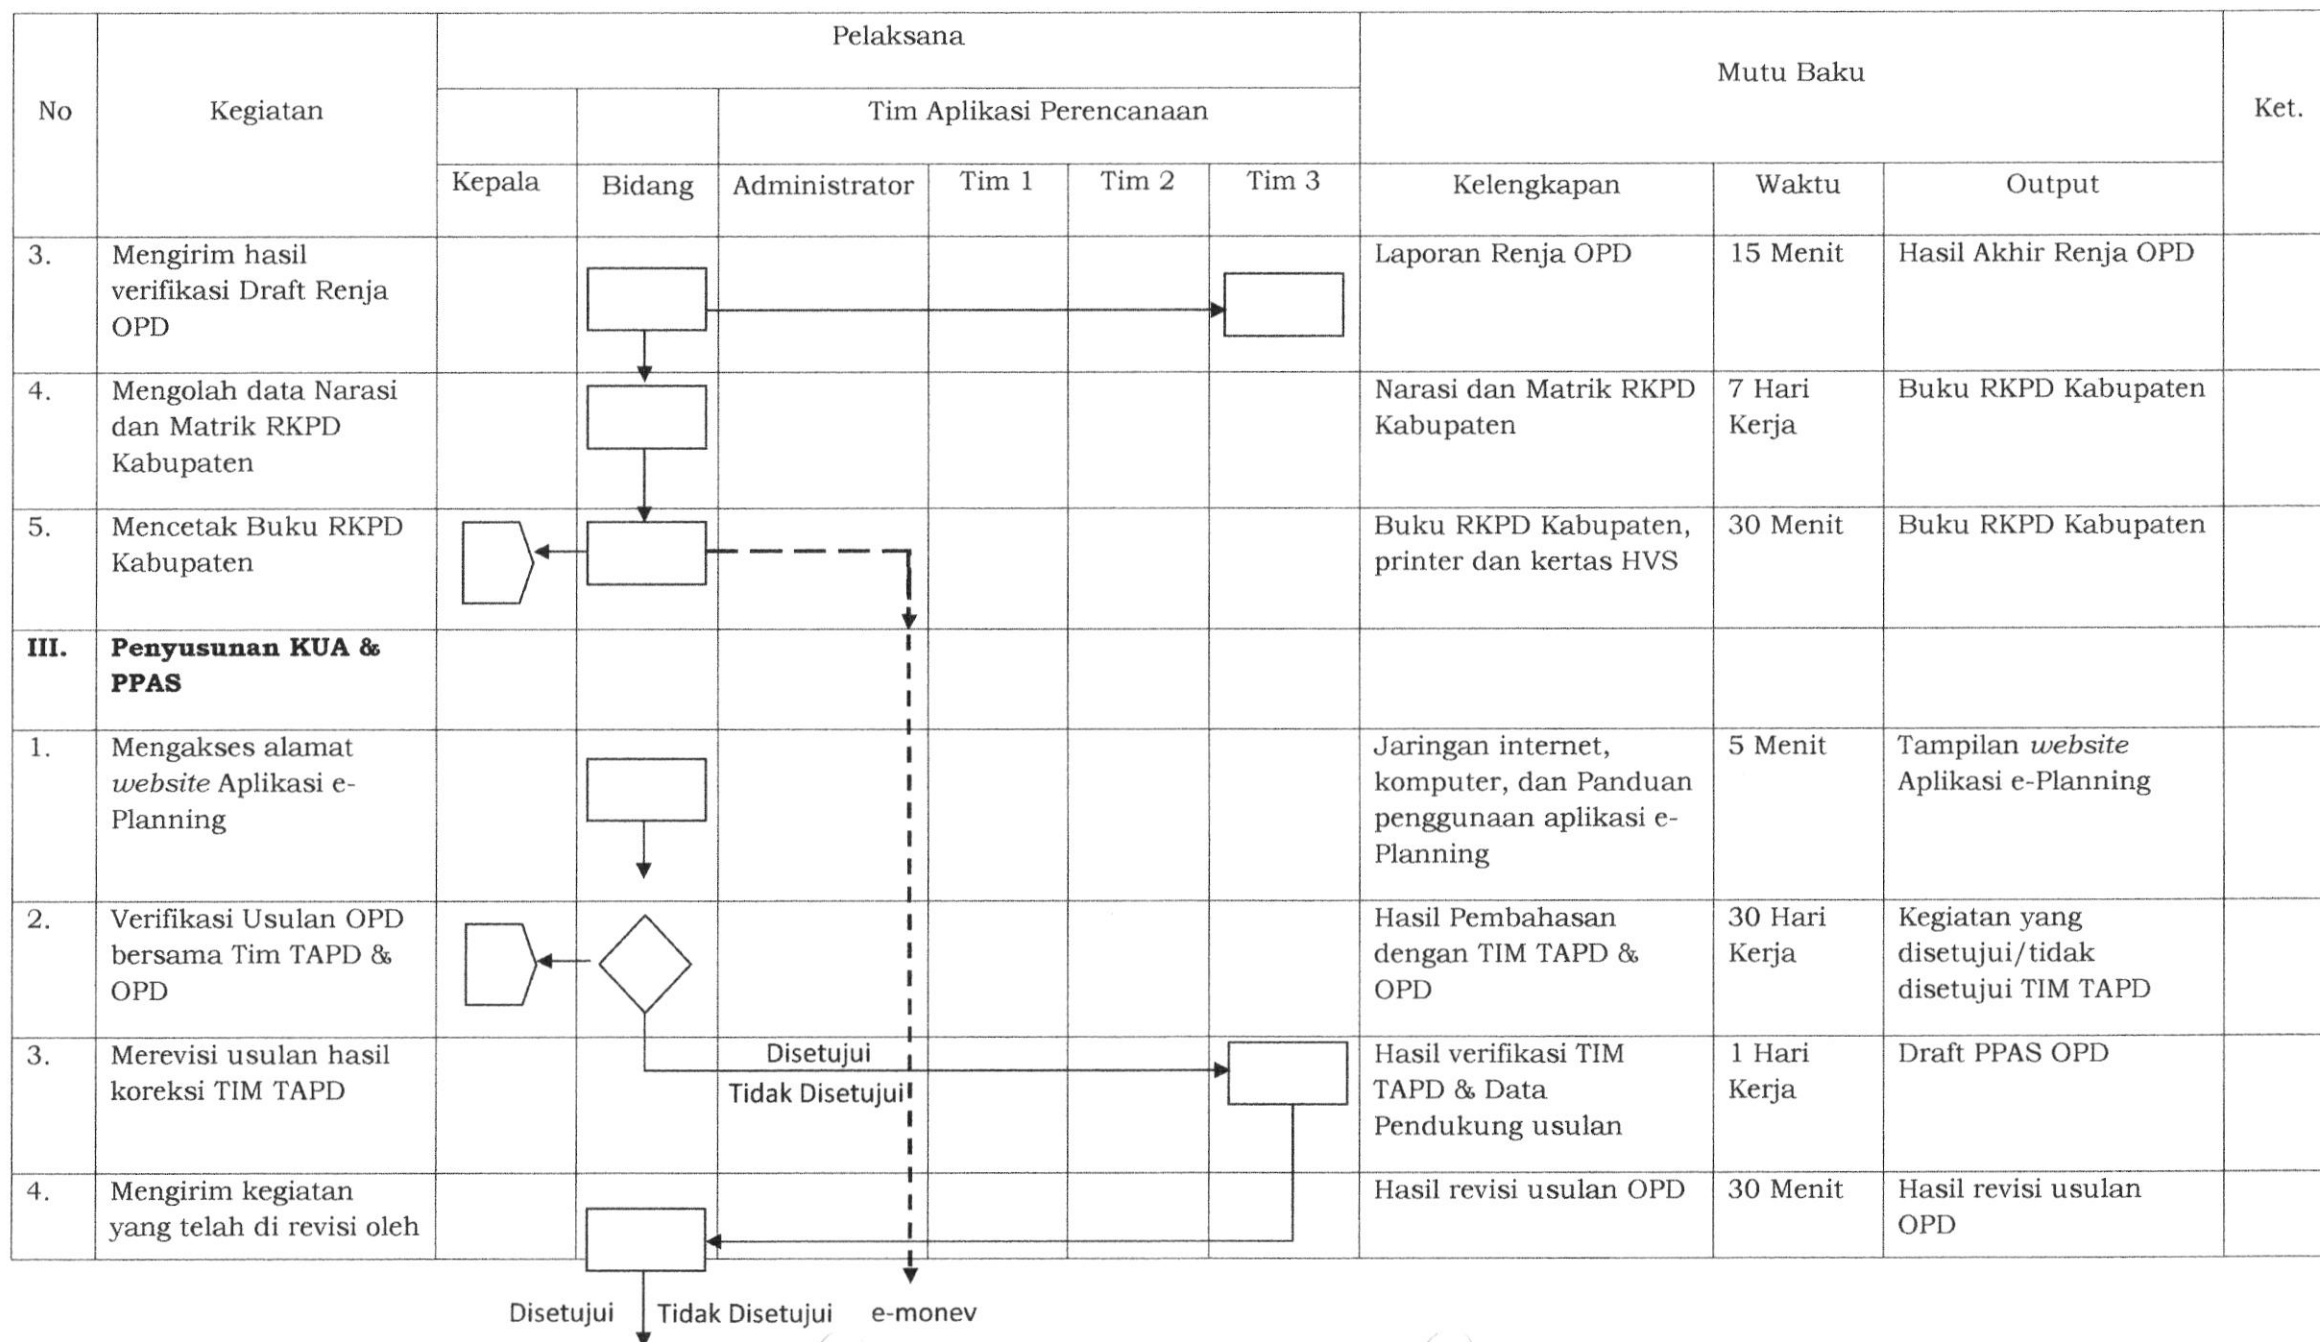 No
Kegiatan
Pelaksana
Mutu Baku
Ket.
Tim Aplikasi Perencanaan
Kepala
Bidang
Administrator
Tim 1
Tim 2
Tim 3
Kelengkapan
Waktu
Output
3.
Mengirim hasil
verifikasi Draft Renja
OPD
Laporan Renja OPD
15 Menit
Hasil Akhir Renja OPD
4.
Mengolah data Narasi
dan Matrik RKPD
Kabupaten
Narasi dan Matrik RKPD
Kabupaten
7 Hari
Kerja
Buku RKPD Kabupaten
5.
Mencetak Buku RKPD
Kabupaten
Buku RKPD Kabupaten,
printer dan kertas HVS
30 Menit
Buku RKPD Kabupaten
III.
Penyusunan KUA &
PPAS
1.
Mengakses alamat
website Aplikasi e-
Planning
Jaringan internet,
komputer, dan Panduan
penggunaan aplikasi e-
Planning
5 Menit
Tampilan website
Aplikasi e-Planning
2.
Verifikasi Usulan OPD
bersama Tim TAPD &
OPD
Hasil Pembahasan
dengan TIM TAPD &
OPD
30 Hari
Kerja
Kegiatan yang
disetujui/tidak
disetujui TIM TAPD
3.
Merevisi usulan hasil
koreksi TIM TAPD
Disetujui
Tidak Disetujui
Hasil verifikasi TIM
TAPD & Data
Pendukung usulan
1 Hari
Kerja
Draft PPAS OPD
4.
Mengirim kegiatan
yang telah di revisi oleh
Hasil revisi usulan OPD
30 Menit
Hasil revisi usulan
OPD
Disetujui
Tidak Disetujui
e-monev